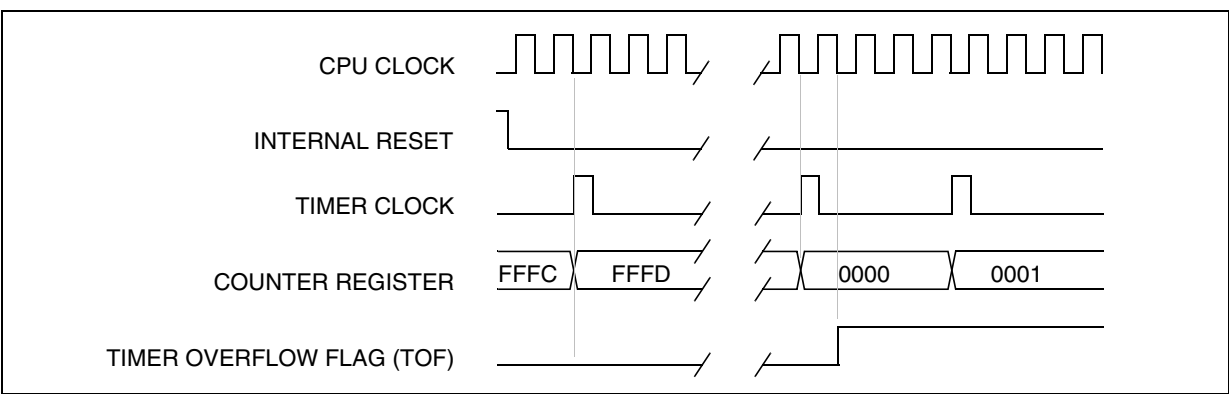 CPU CLOCK
INTERNAL RESET
TIMER CLOCK
COUNTER REGISTER FFFC FFFD 0000 0001
TIMER OVERFLOW FLAG (TOF)